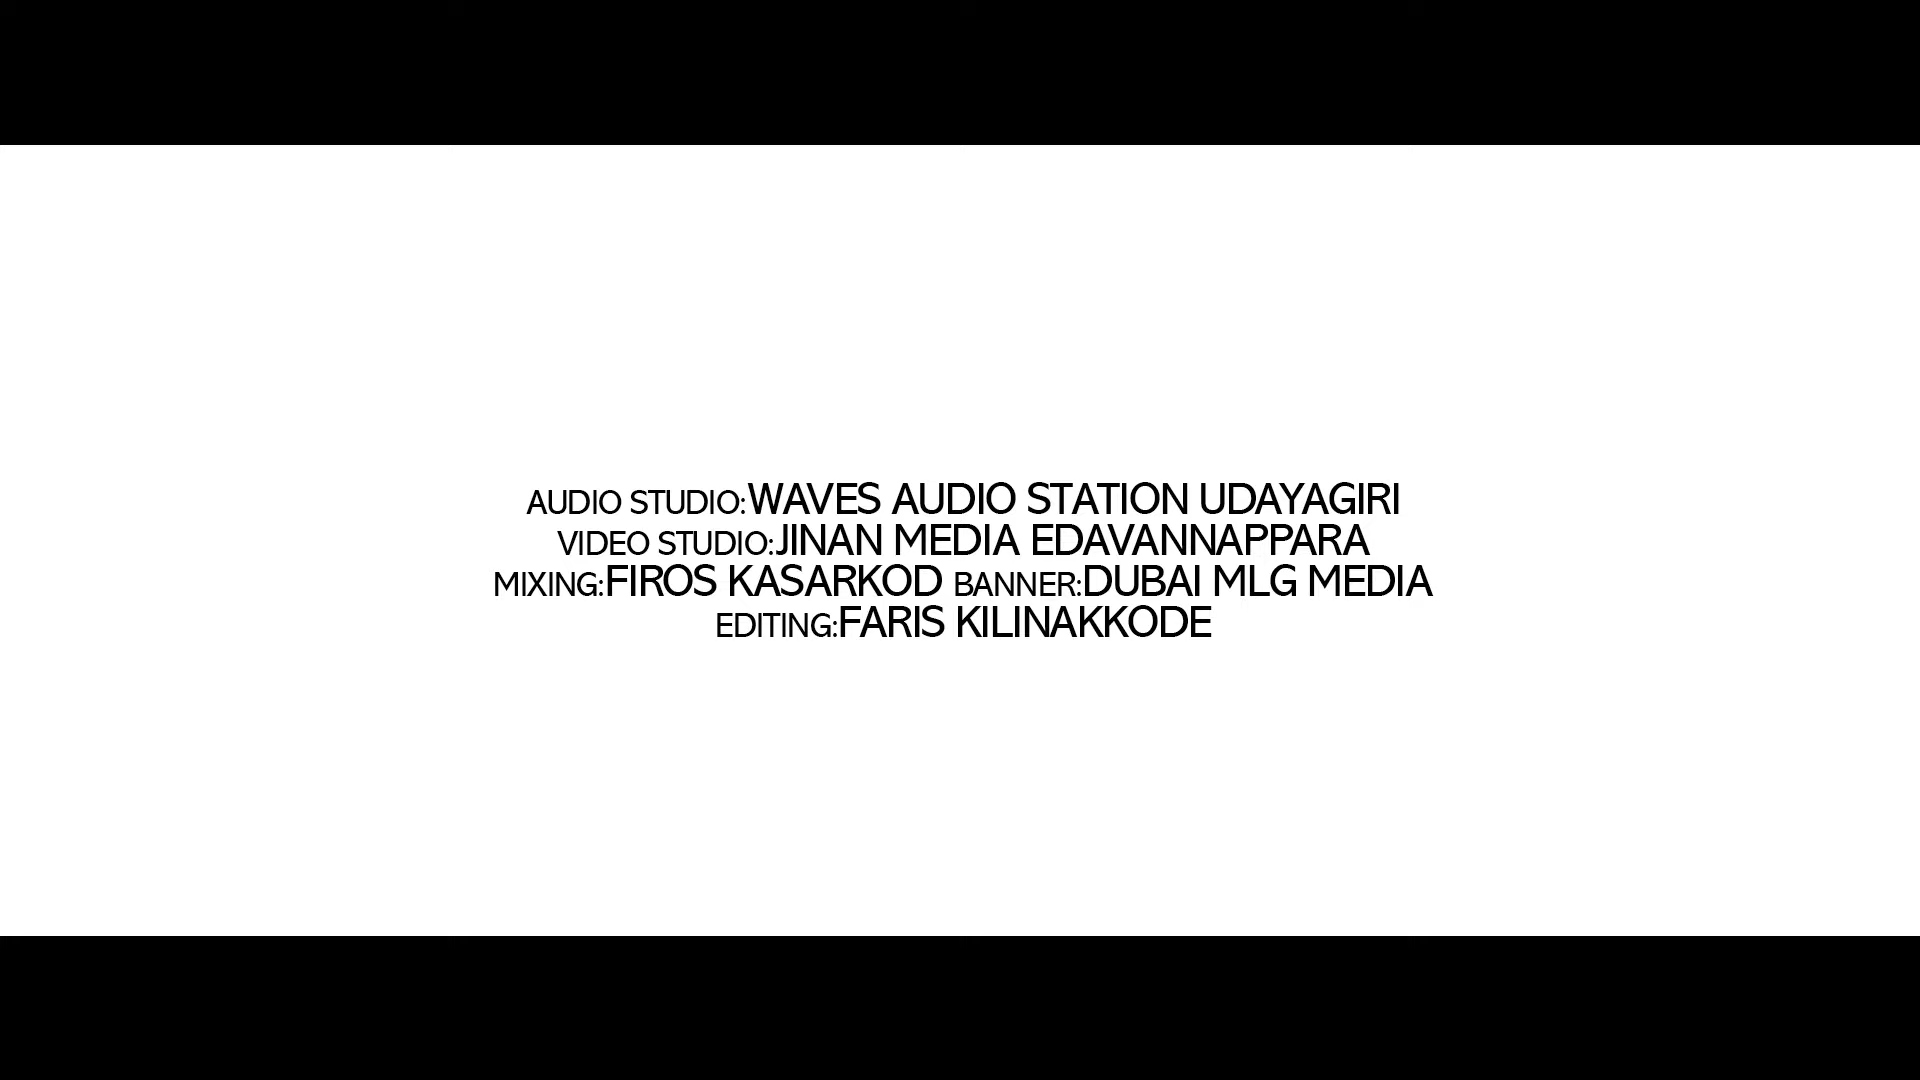 AUDIO STUDIO:WAVES AUDIO STATION UDAYAGIRI
VIDEO STUDIO:JINAN MEDIA EDAVANNAPPARA
MIXING:FIROS KASARKOD BANNER:DUBAI MLG MEDIA
EDITING:FARIS KILINAKKODE